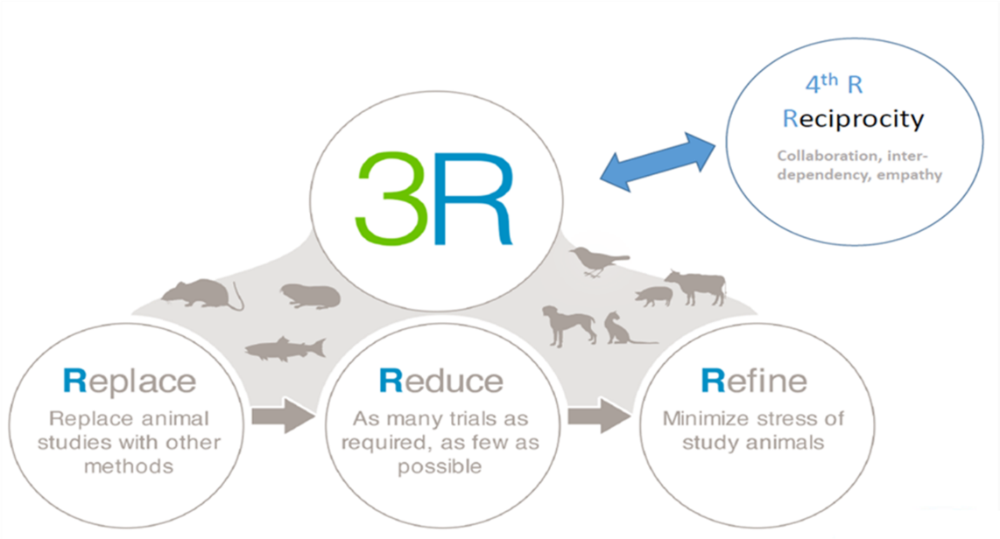 4th R
Reciprocity
Collaboration, inter-
dependency, empathy
3R
Replace
Replace animal
studies with other
methods
Reduce
As many trials as
required, as few as
possible
Refine
Minimize stress of
study animals